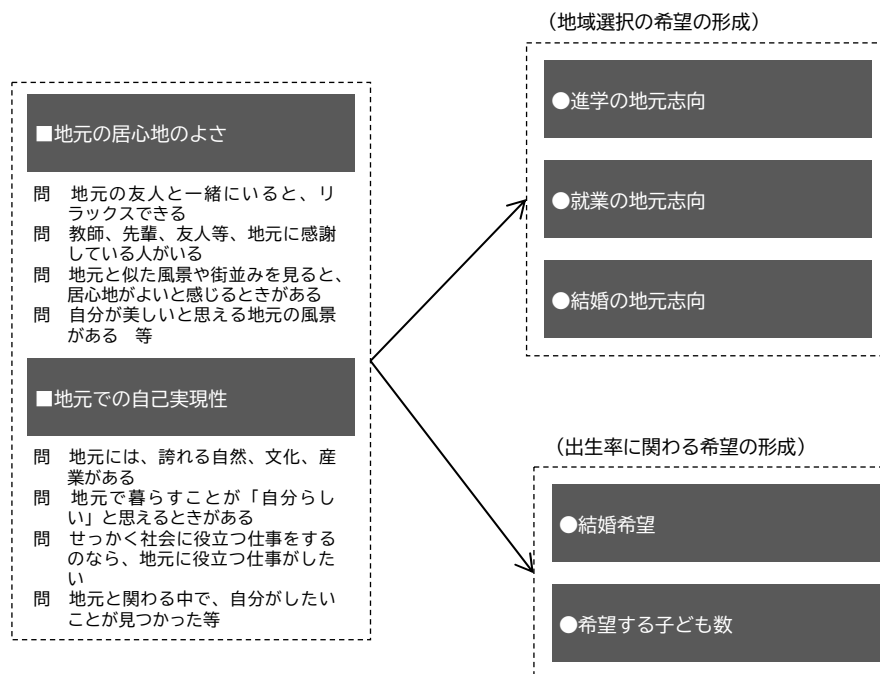 （地域選択の希望の形成）
●進学の地元志向
●就業の地元志向
●結婚の地元志向
■地元の居心地のよさ
問　地元の友人と一緒にいると、リ
ラックスできる
問　教師、先輩、友人等、地元に感謝
している人がいる
問　地元と似た風景や街並みを見ると、
居心地がよいと感じるときがある
問　自分が美しいと思える地元の風景
がある　等
■地元での自己実現性
問　地元には、誇れる自然、文化、産
業がある
問　地元で暮らすことが「自分らし
い」と思えるときがある
問　せっかく社会に役立つ仕事をする
のなら、地元に役立つ仕事がした
い
問　地元と関わる中で、自分がしたい
ことが見つかった等
（出生率に関わる希望の形成）
●結婚希望
●希望する子ども数